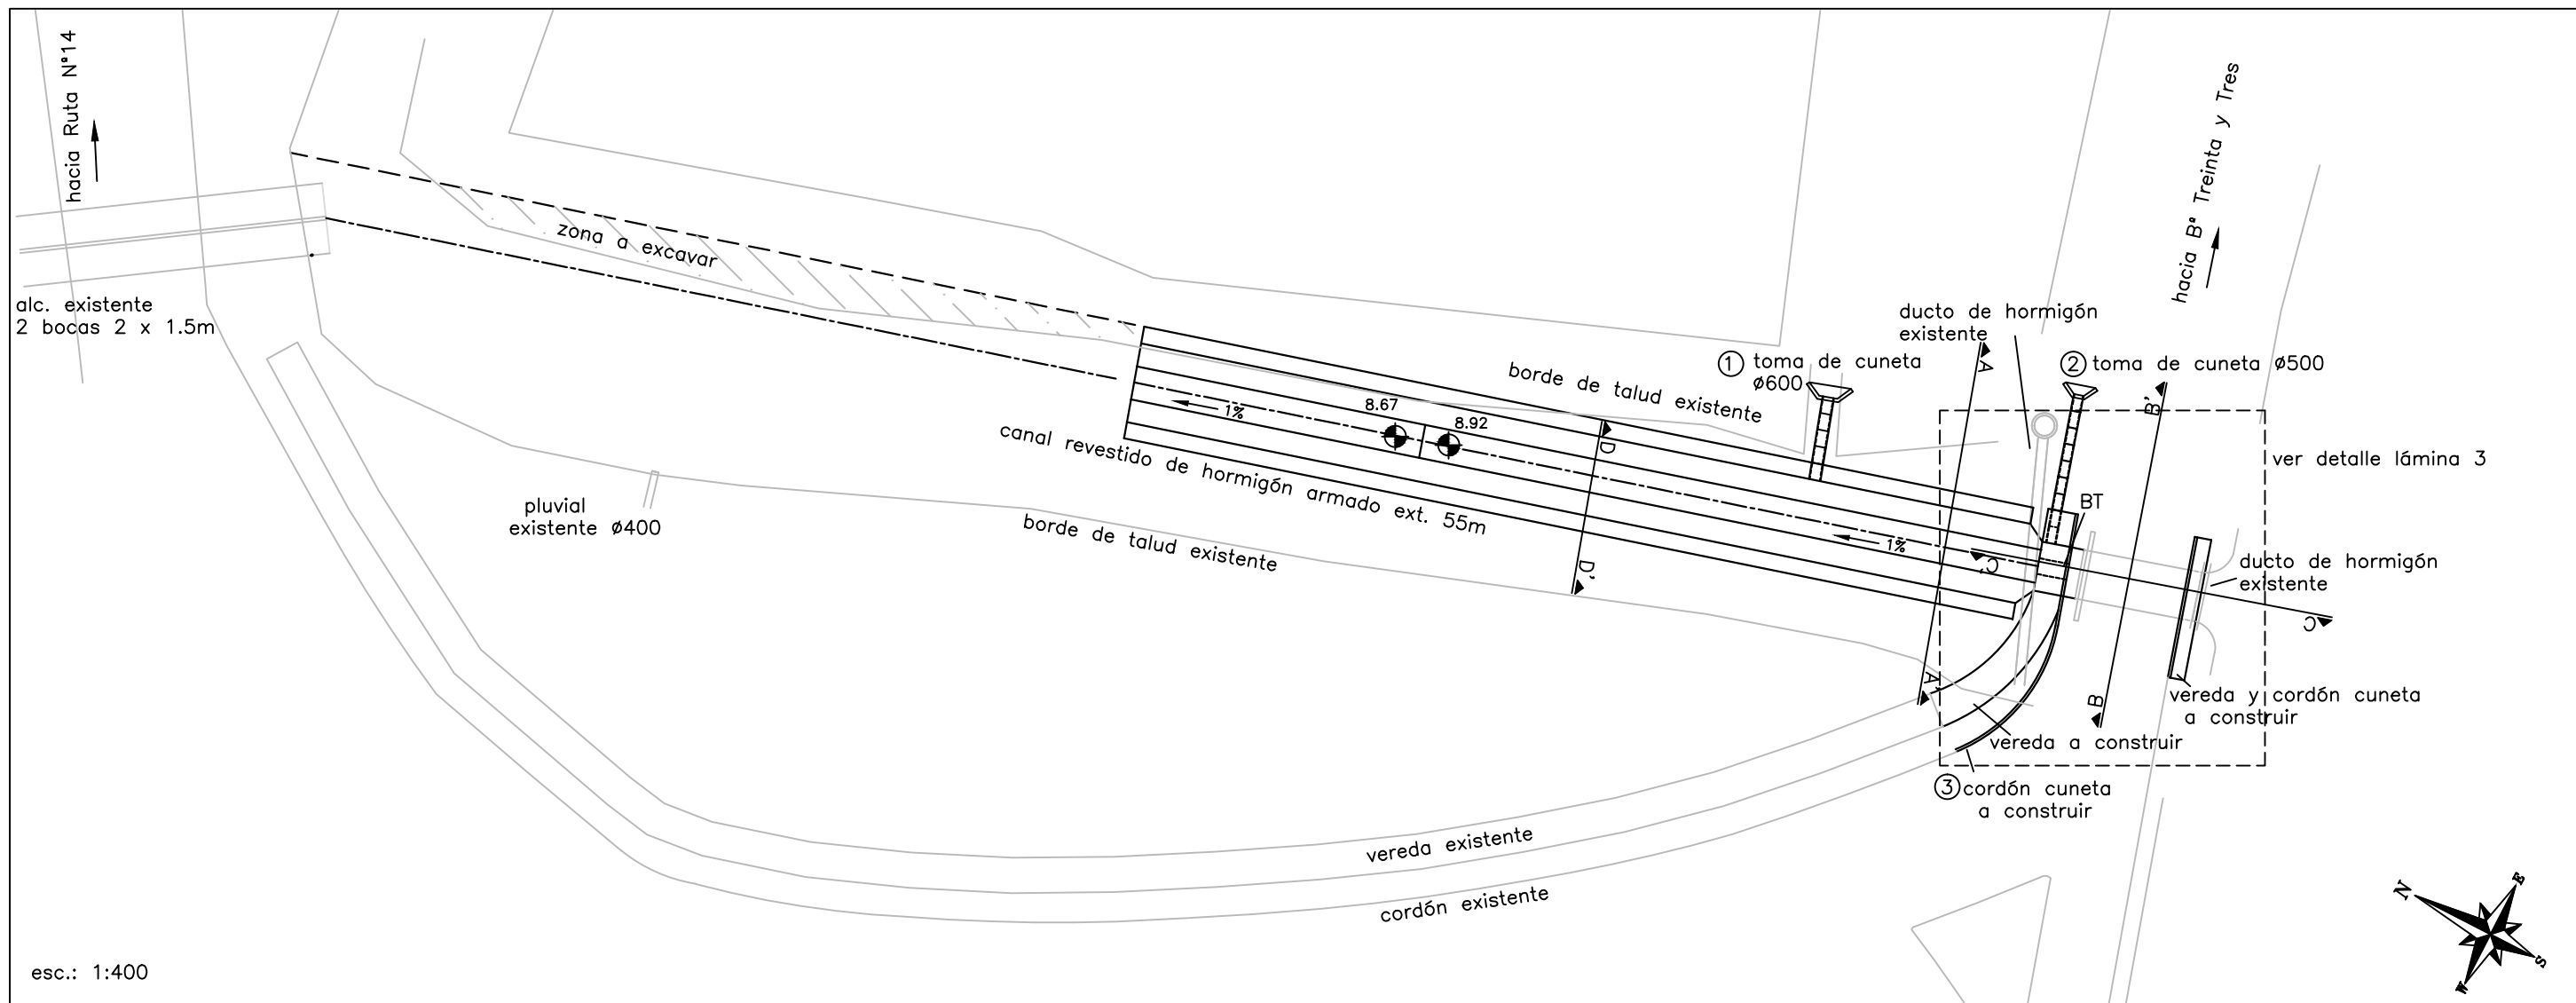 hacia Ruta Nª14
hacia Bª Treinta y Tres
zona a excavar
alc. existente
2 bocas 2 x 1.5m
ducto de hormigón
existente
A
1 toma de cuneta
ø600
2 toma de cuneta ø500
B'
borde de talud existente
1%
8.67
8.92
D
canal revestido de hormigón armado ext. 55m
ver detalle lámina 3
BT
pluvial
existente ø400
borde de talud existente
D'
1%
C'
ducto de hormigón
existente
C
A'
B
vereda y cordón cuneta
a construir
vereda a construir
3 cordón cuneta
a construir
vereda existente
cordón existente
N
E
S
W
esc.: 1:400